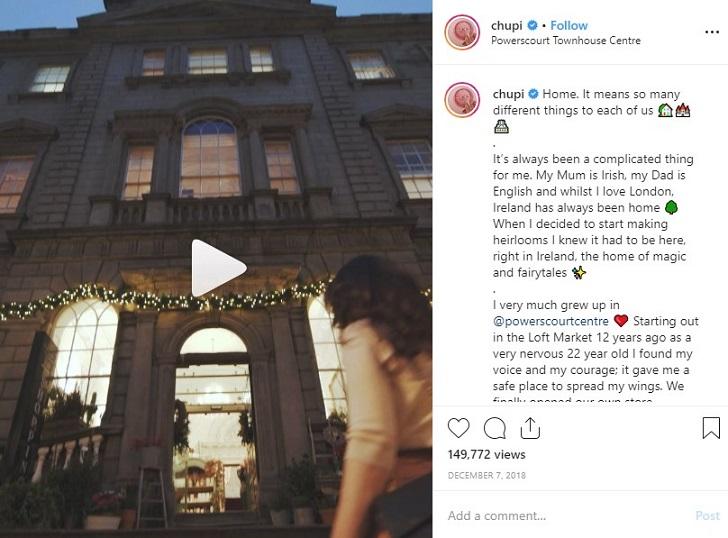 chupi • Follow
Powerscourt Townhouse Centre
chupi Home. It means so many
different things to each of us
.
It's always been a complicated thing
for me. My Mum is Irish, my Dad is
English and whilst I love London,
Ireland has always been home
When I decided to start making
heirlooms I knew it had to be here,
right in Ireland, the home of magic
and fairytales
.
I very much grew up in
@powerscourtcentre Starting out
in the Loft Market 12 years ago as a
very nervous 22 year old I found my
voice and my courage; it gave me a
safe place to spread my wings. We
finally opened our own store
149,772 views
DECEMBER 7, 2018
Add a comment...
Post